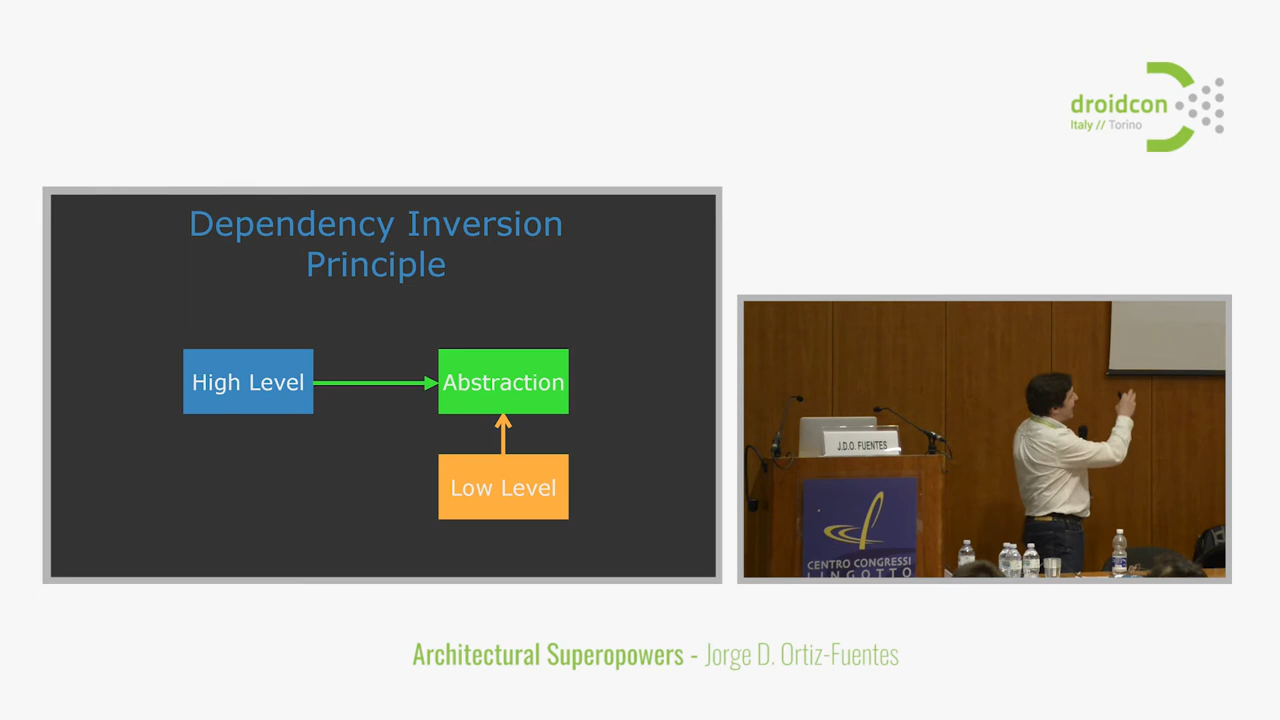 droidcon
Italy // Torino
Dependency Inversion
Principle
High Level
Abstraction
Low Level
J.D.O. FUENTES
CENTRO CONGRESSI
LINGOTTO
Architectural Superopowers - Jorge D. Ortiz-Fuentes